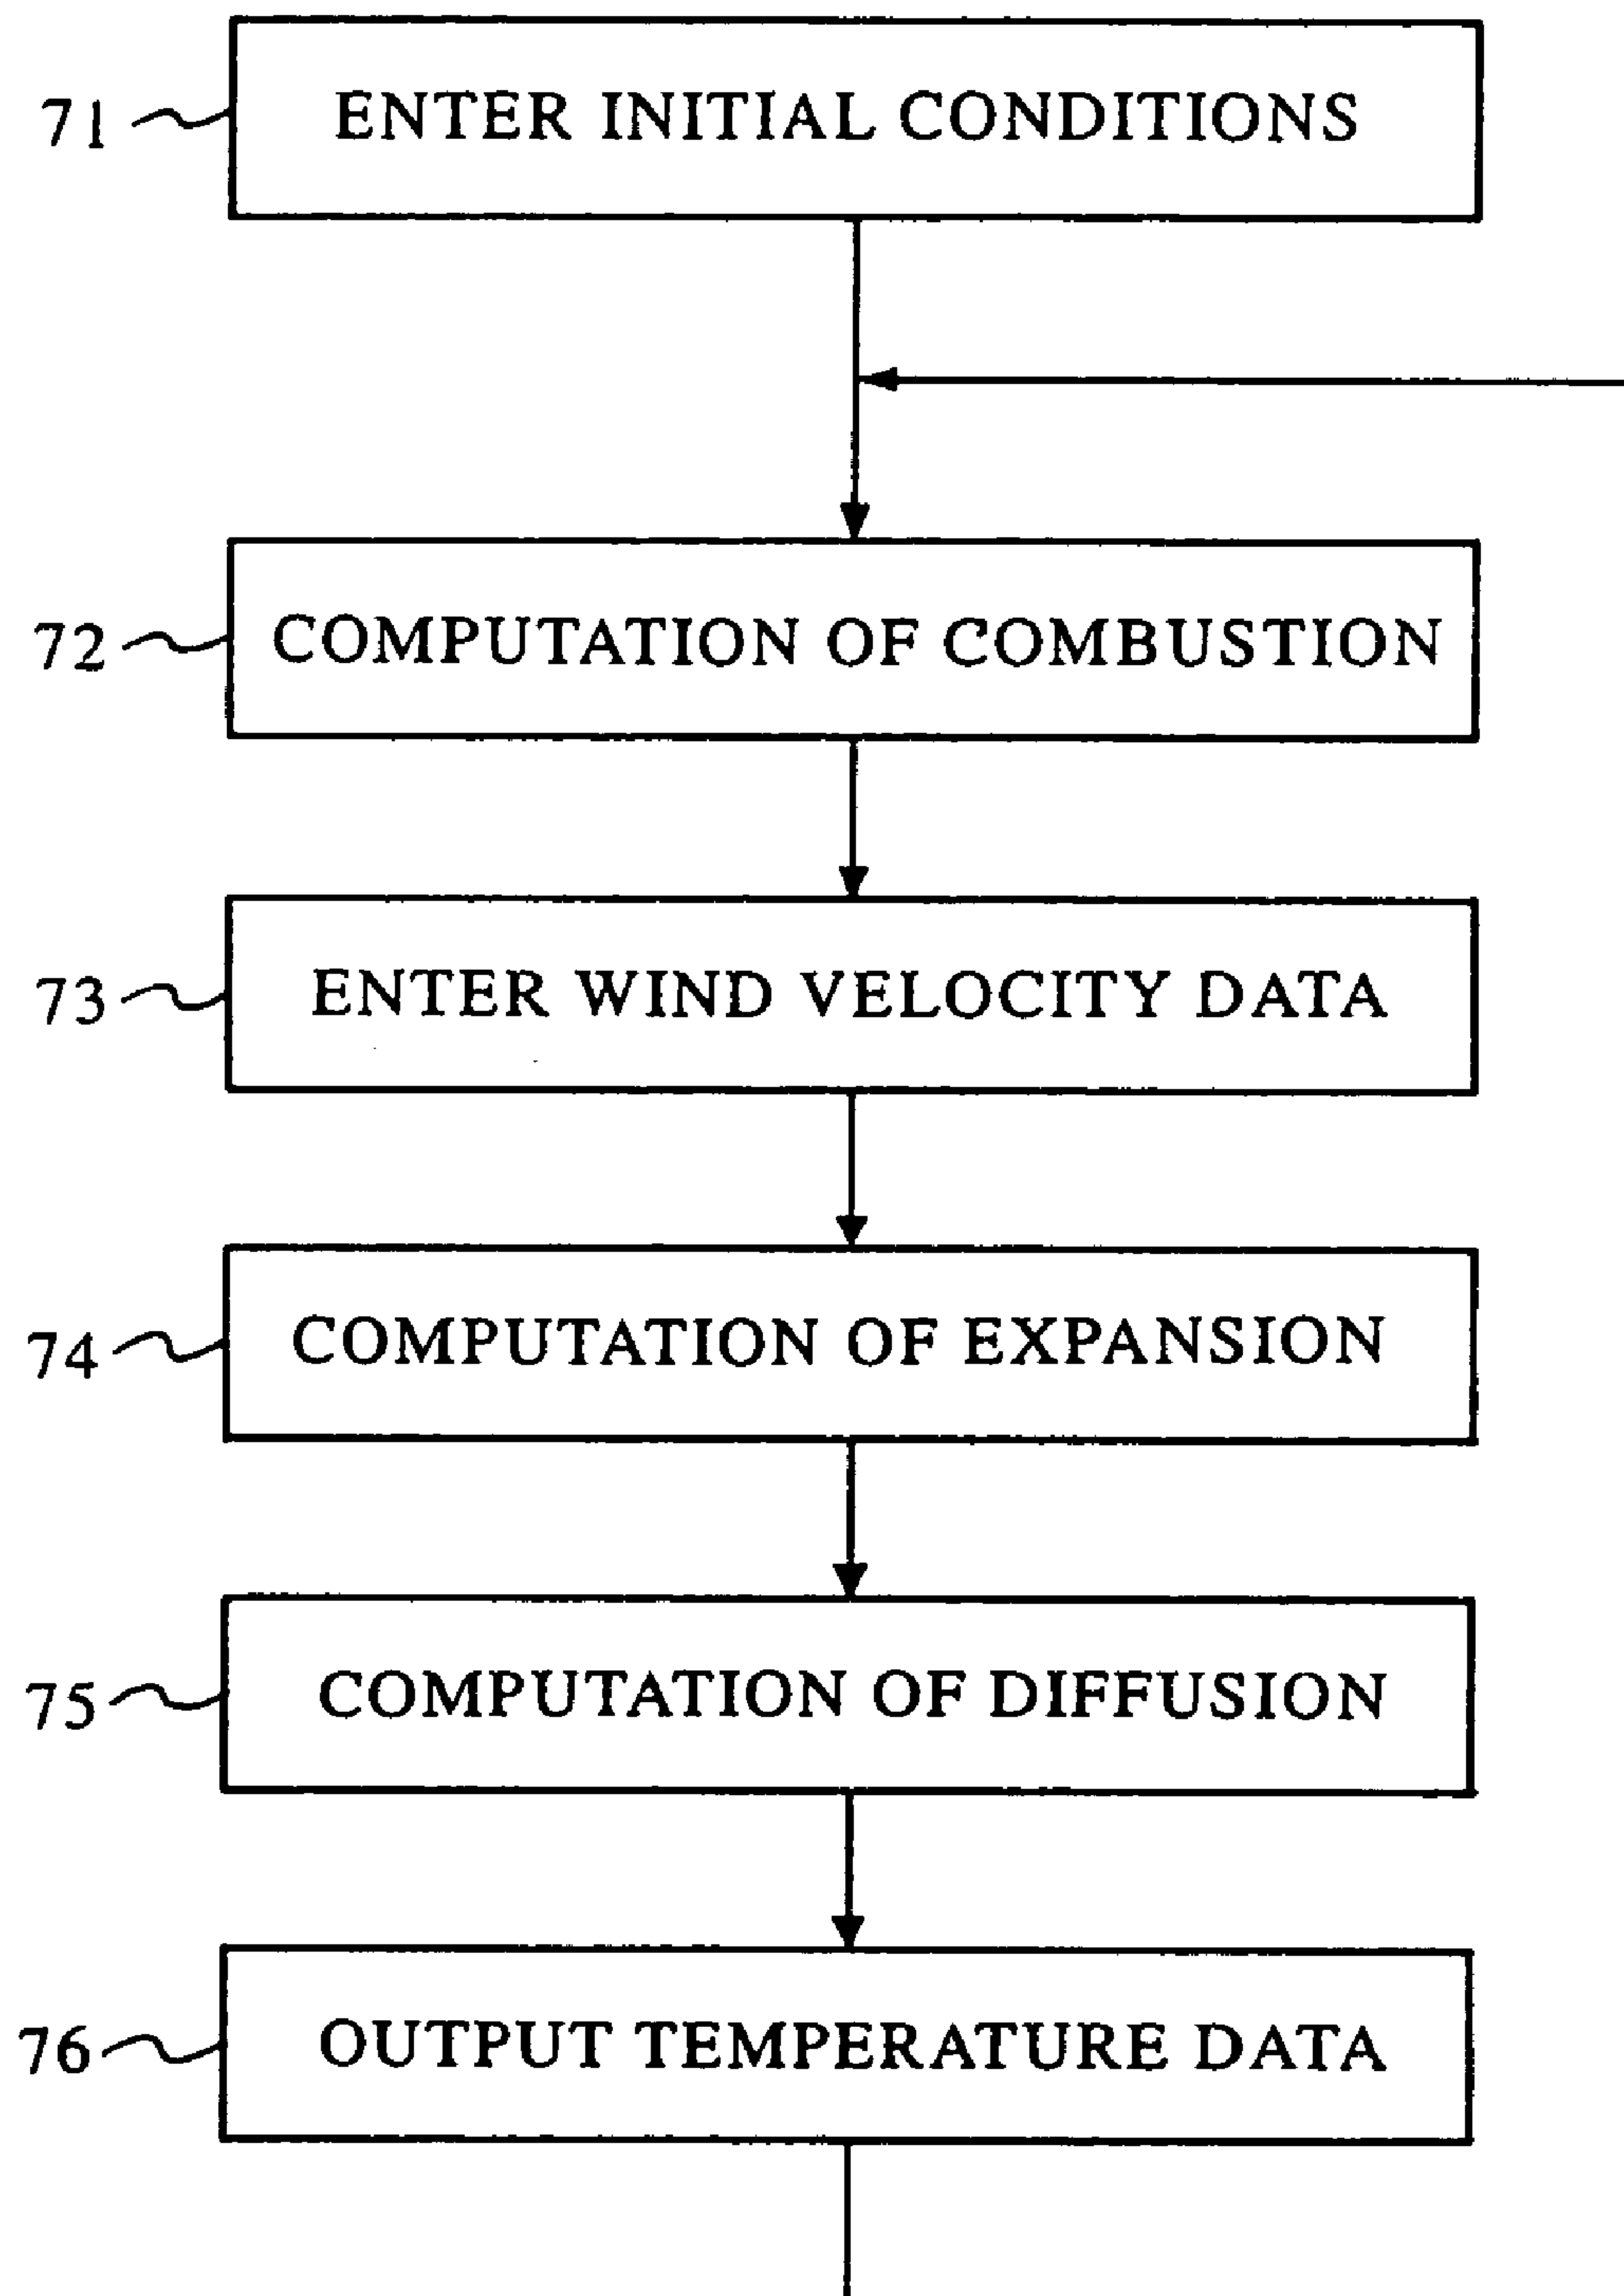 71 ENTER INITIAL CONDITIONS
72 COMPUTATION OF COMBUSTION
73 ENTER WIND VELOCITY DATA
74 COMPUTATION OF EXPANSION
75 COMPUTATION OF DIFFUSION
76 OUTPUT TEMPERATURE DATA